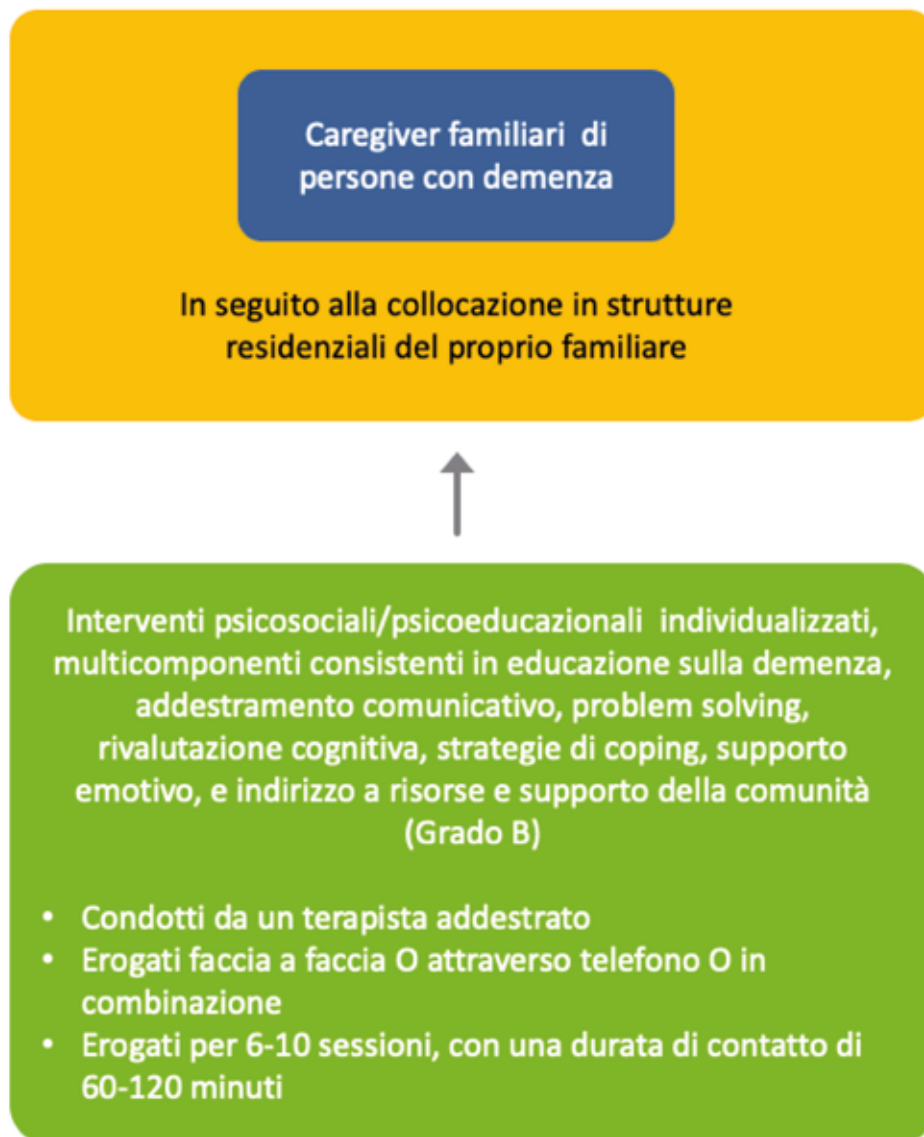 Caregiver familiari di
persone con demenza
In seguito alla collocazione in strutture
residenziali del proprio familiare
Interventi psicosociali/psicoeducazionali individualizzati,
multicomponenti consistenti in educazione sulla demenza,
addestramento comunicativo, problem solving,
rivalutazione cognitiva, strategie di coping, supporto
emotivo, e indirizzo a risorse e supporto della comunità
(Grado B)
• Condotti da un terapista addestrato
• Erogati faccia a faccia O attraverso telefono O in
combinazione
• Erogati per 6-10 sessioni, con una durata di contatto di
60-120 minuti